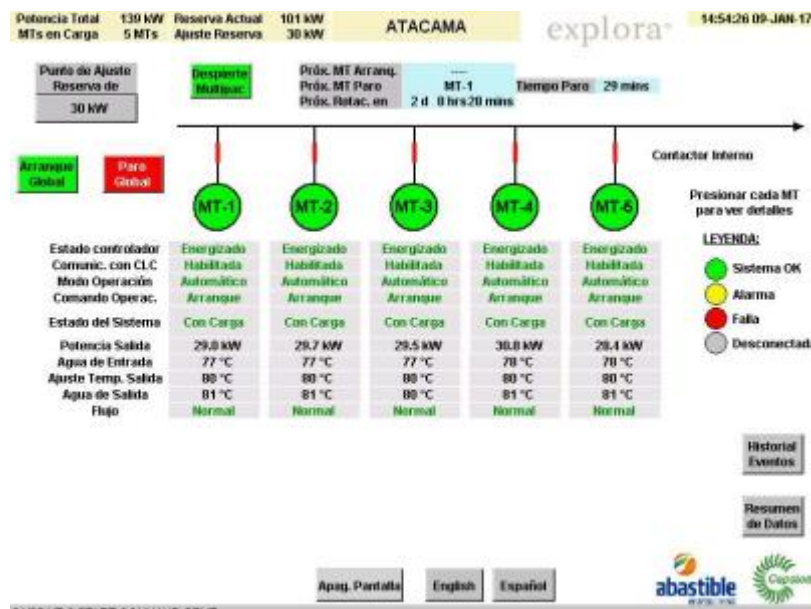 Potencia Total 139 kW Reserva Actual 101 kW
MTs en Carga 5 MTs Ajuste Reserva 30 kW
ATACAMA
explora
14:54:26 09-JAN-17
Punto de Ajuste
Reserva de
30 kW
Despierte
Multipac
Próx. MT Arranq. ----
Próx. MT Paro MT-1 Tiempo Paro 29 mins
Próx. Rotac. en 2 d 0 hrs 20 mins
Contactor Interno
Arranque
Global
Paro
Global
MT-1 MT-2 MT-3 MT-4 MT-5
Presionar cada MT
para ver detalles
LEYENDA:
Sistema OK
Alarma
Falla
Desconectada
Estado controlador Energizado Energizado Energizado Energizado Energizado
Comunic. con CLC Habilitada Habilitada Habilitada Habilitada Habilitada
Modo Operación Automático Automático Automático Automático Automático
Comando Operac. Arranque Arranque Arranque Arranque Arranque
Estado del Sistema Con Carga Con Carga Con Carga Con Carga Con Carga
Potencia Salida 29.0 kW 29.7 kW 29.5 kW 30.8 kW 28.4 kW
Agua de Entrada 77 °C 77 °C 77 °C 78 °C 78 °C
Ajuste Temp. Salida 80 °C 80 °C 80 °C 80 °C 80 °C
Agua de Salida 81 °C 81 °C 80 °C 81 °C 81 °C
Flujo Normal Normal Normal Normal Normal
Historial
Eventos
Resumen
de Datos
Apag. Pantalla English Español
abastible